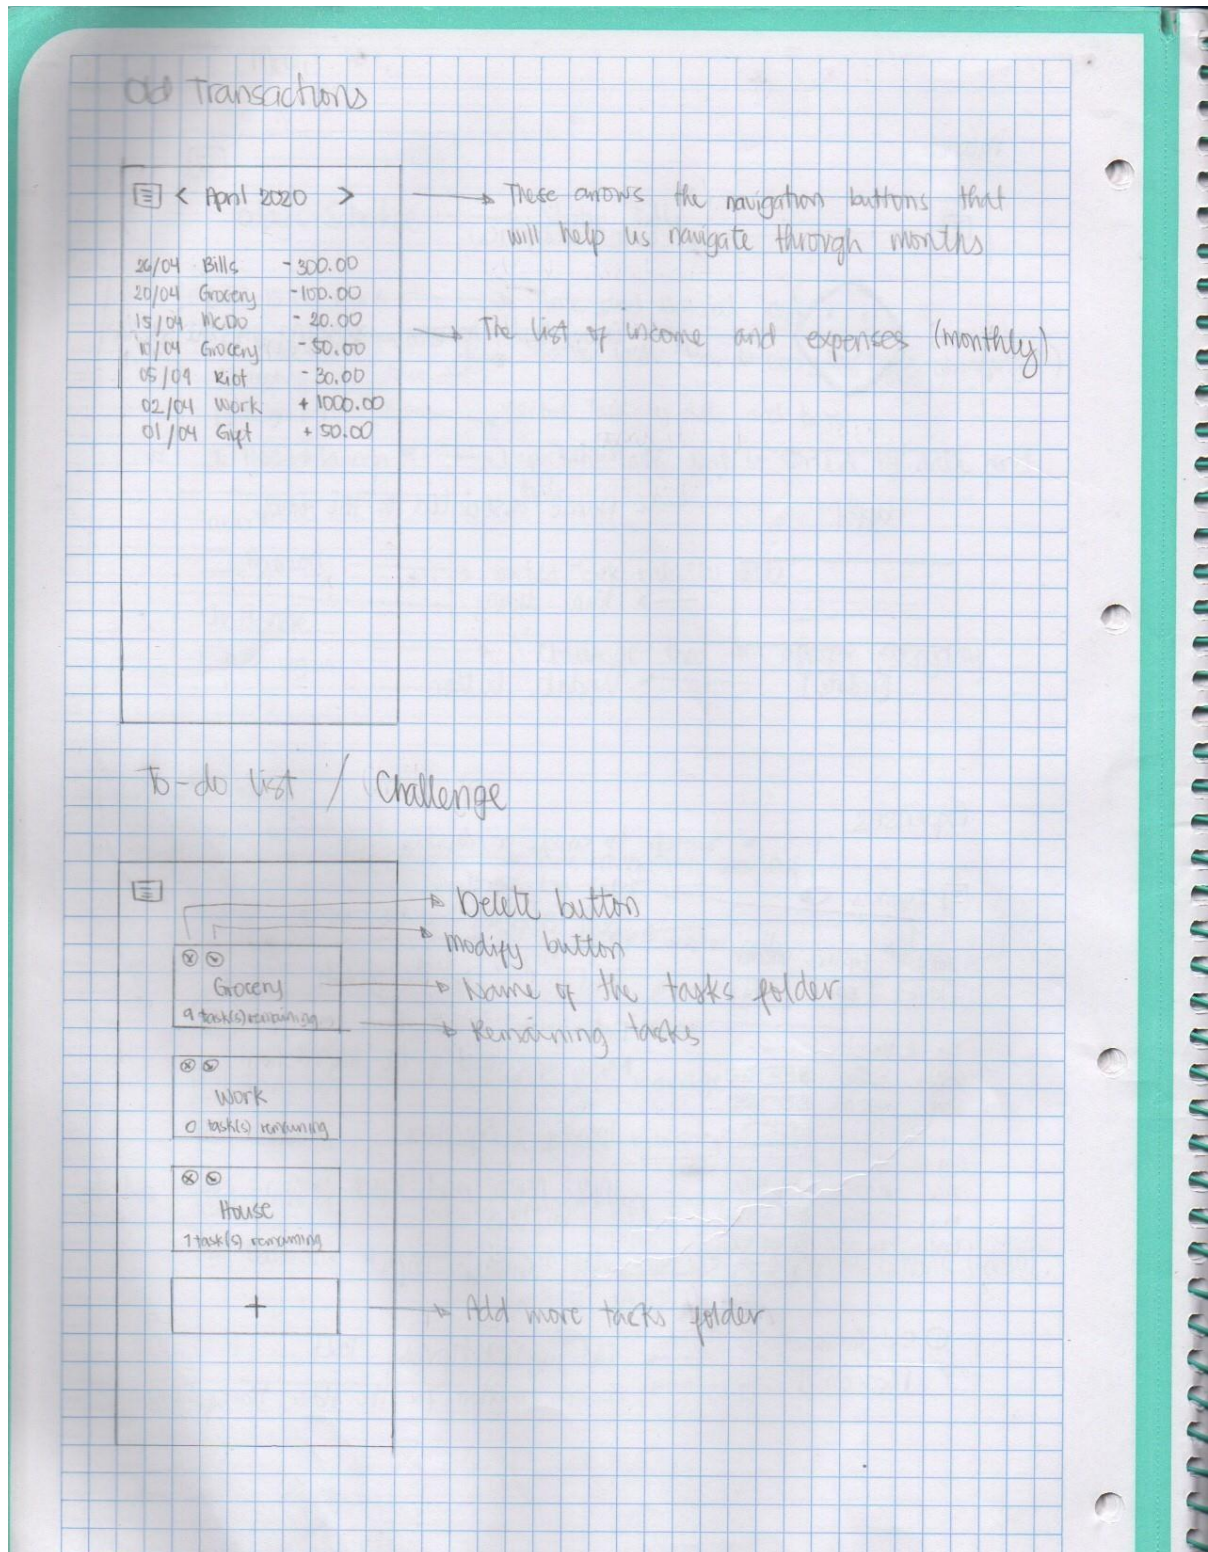 Old Transactions
< April 2020 >
These arrows the navigation buttons that
will help us navigate through months
26/04 Bills -300.00
20/04 Grocery -100.00
15/04 McDo -20.00
10/04 Grocery -50.00
05/04 Riot -30.00
02/04 Work +1000.00
01/04 Gift +50.00
The list of income and expenses (monthly)
To-do list / Challenge
Delete button
Modify button
Grocery
Name of the tasks folder
9 task(s) remaining
Remaining tasks
Work
0 task(s) remaining
House
1 task(s) remaining
+
Add more tasks folder